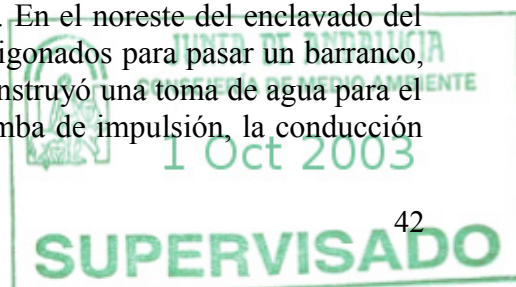 . En el noreste del enclavado del
igonados para pasar un barranco,
JUNTA DE ANDALUCIA
CONSEJERÍA DE MEDIO AMBIENTE
nstruyó una toma de agua para el
mba de impulsión, la conducción
1 Oct 2003
42
SUPERVISADO